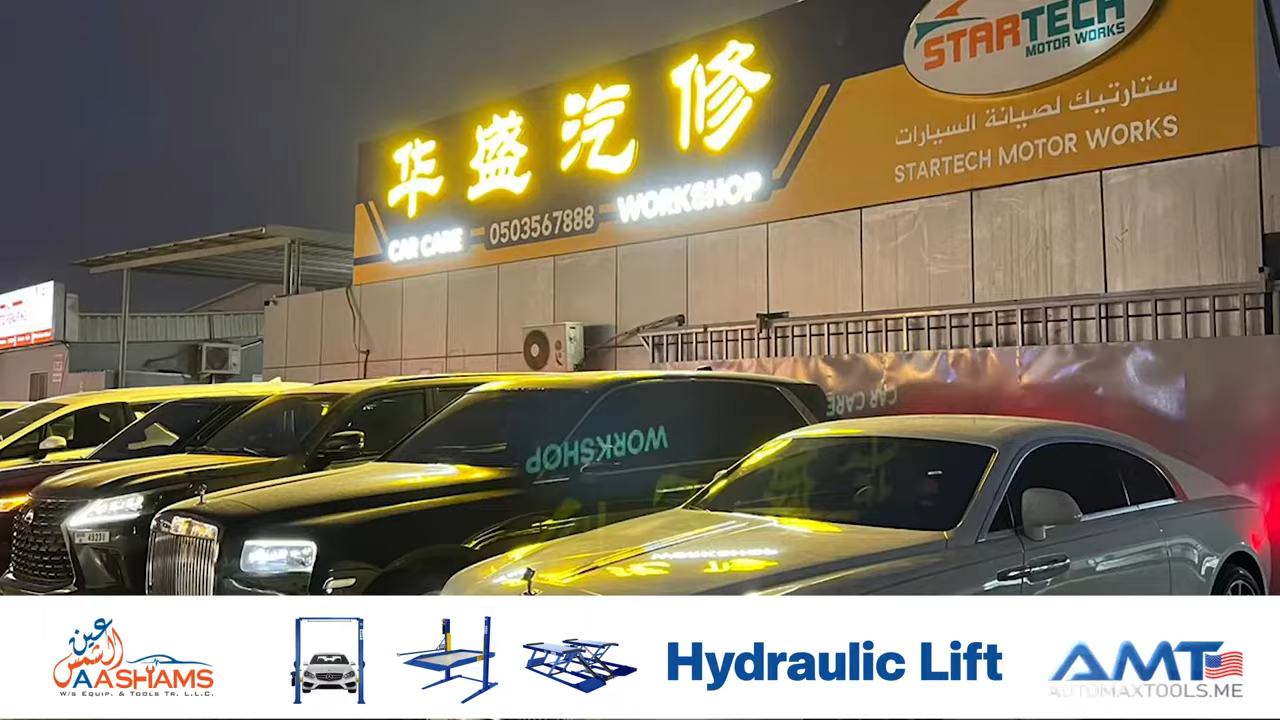 STARTECH
MOTOR WORKS
华盛汽修
CAR CARE 0503567888 WORKSHOP
ستارتيك لصيانة السيارات
STARTECH MOTOR WORKS
CAR CARE
WORKSHOP
عين الشمس
AASHAMS
W/S EQUIP. & TOOLS TR. L.L.C.
Hydraulic Lift
AMT
AUTOMAXTOOLS.ME